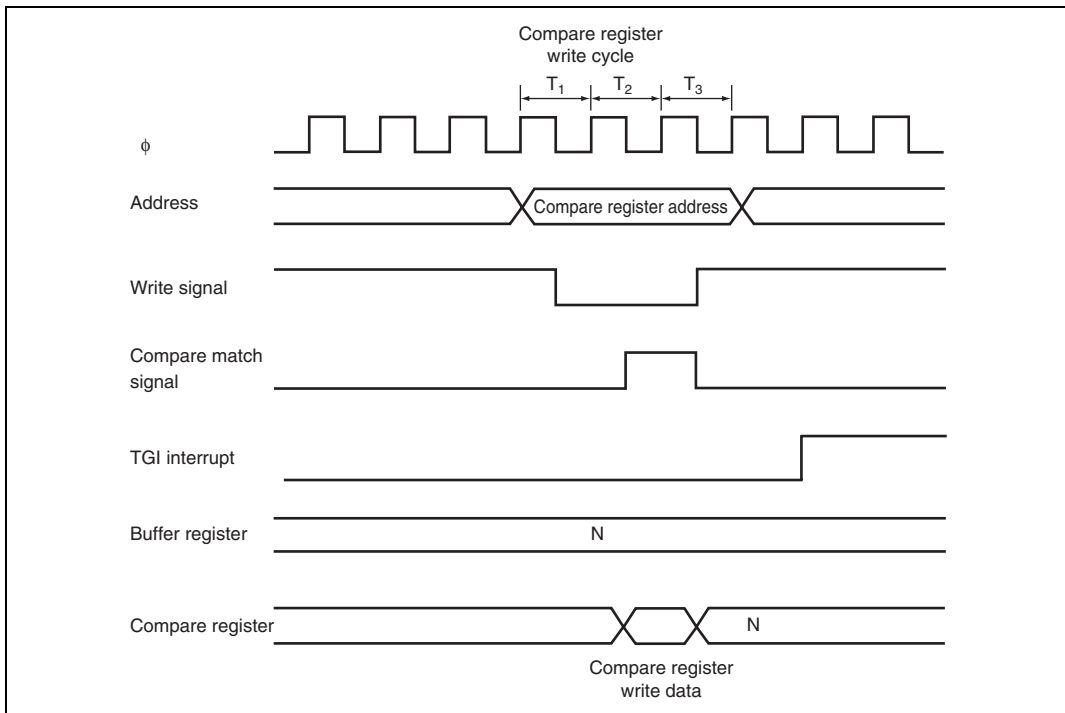 Compare register
write cycle
T₁ T₂ T₃
ϕ
Address
Compare register address
Write signal
Compare match
signal
TGI interrupt
Buffer register
N
Compare register
N
Compare register
write data